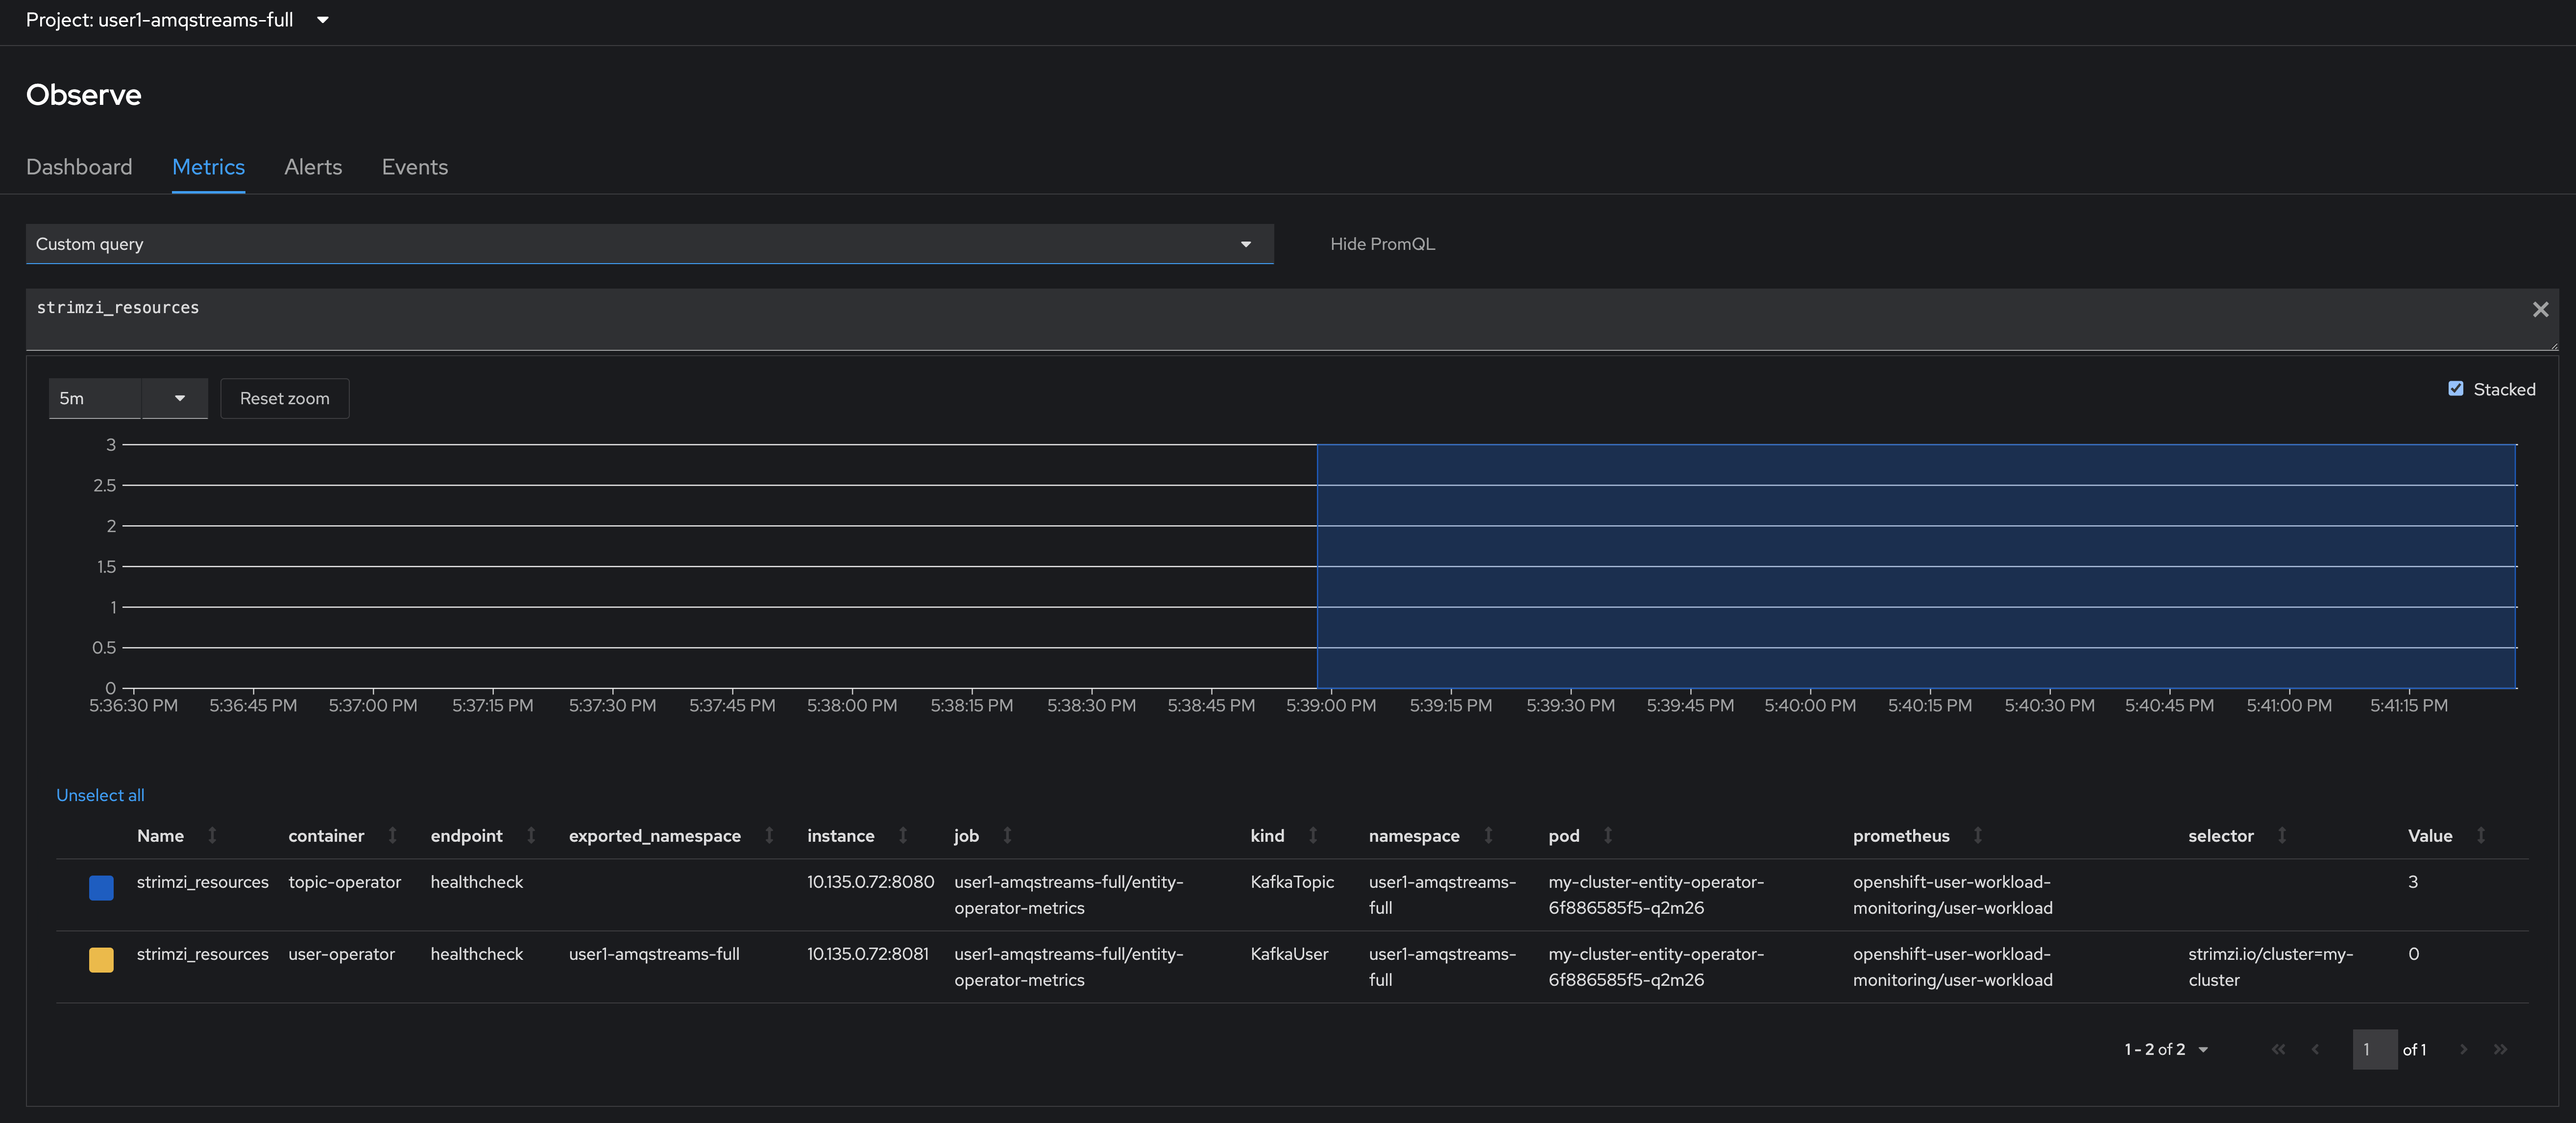 Project: user1-amqstreams-full
Observe
Dashboard Metrics Alerts Events
Custom query Hide PromQL
strimzi_resources
5m Reset zoom Stacked
3
2.5
2
1.5
1
0.5
0
5:36:30 PM 5:36:45 PM 5:37:00 PM 5:37:15 PM 5:37:30 PM 5:37:45 PM 5:38:00 PM 5:38:15 PM 5:38:30 PM 5:38:45 PM 5:39:00 PM 5:39:15 PM 5:39:30 PM 5:39:45 PM 5:40:00 PM 5:40:15 PM 5:40:30 PM 5:40:45 PM 5:41:00 PM 5:41:15 PM
Unselect all
Name container endpoint exported_namespace instance job kind namespace pod prometheus selector Value
strimzi_resources topic-operator healthcheck 10.135.0.72:8080 user1-amqstreams-full/entity- KafkaTopic user1-amqstreams- my-cluster-entity-operator- openshift-user-workload- 3
operator-metrics full 6f886585f5-q2m26 monitoring/user-workload
strimzi_resources user-operator healthcheck user1-amqstreams-full 10.135.0.72:8081 user1-amqstreams-full/entity- KafkaUser user1-amqstreams- my-cluster-entity-operator- openshift-user-workload- strimzi.io/cluster=my- 0
operator-metrics full 6f886585f5-q2m26 monitoring/user-workload cluster
1 - 2 of 2 1 of 1